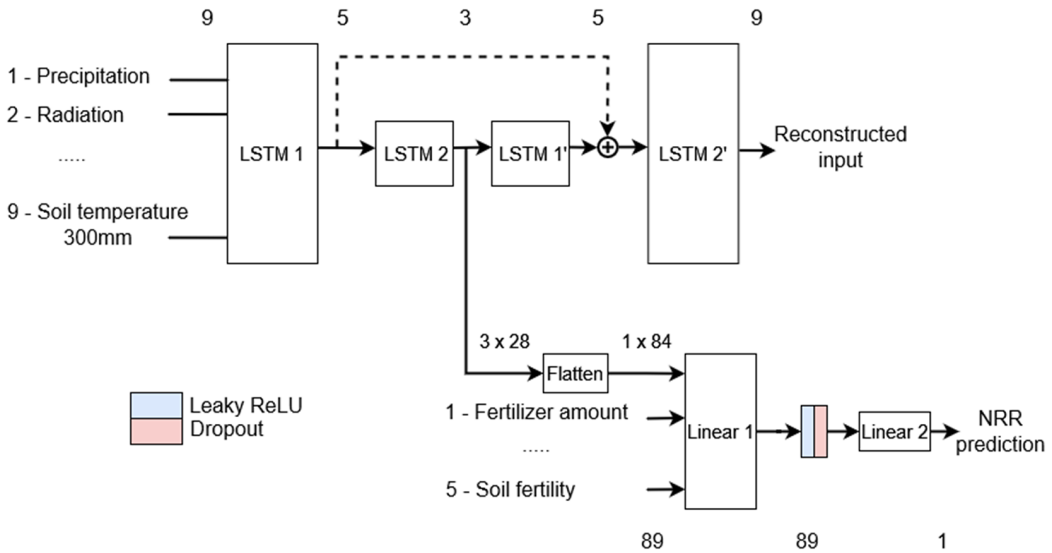 9 5 3 5 9
1 - Precipitation
2 - Radiation
.....
9 - Soil temperature
300mm
LSTM 1
LSTM 2
LSTM 1'
LSTM 2'
Reconstructed
input
3 x 28
1 x 84
Flatten
1 - Fertilizer amount
.....
5 - Soil fertility
Linear 1
Linear 2
NRR
prediction
Leaky ReLU
Dropout
89 89 1